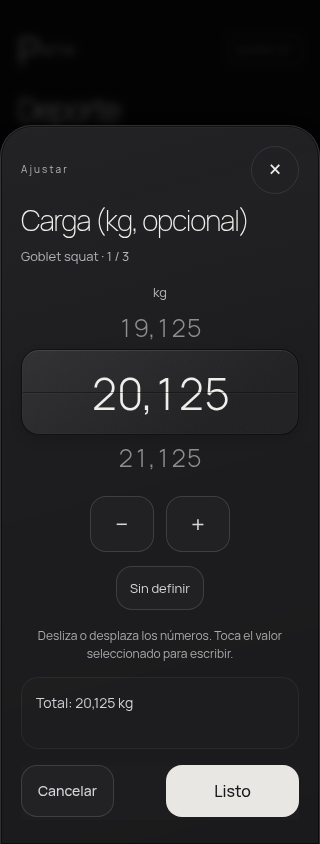 Deporte
Ajustar
×
Carga (kg, opcional)
Goblet squat · 1 / 3
kg
19,125
20,125
21,125
− +
Sin definir
Desliza o desplaza los números. Toca el valor
seleccionado para escribir.
Total: 20,125 kg
Cancelar Listo